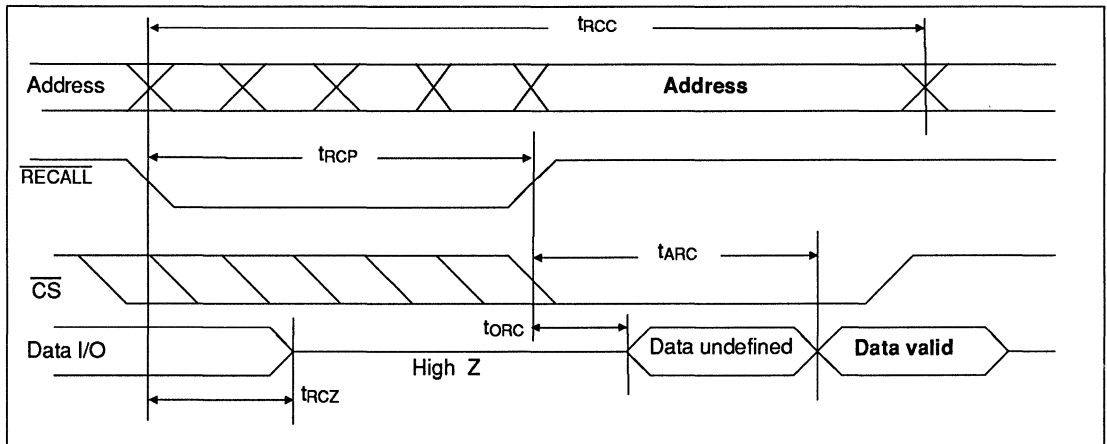 tRCC
Address Address
tRCP
RECALL
tARC
CS
tORC
Data I/O High Z Data undefined Data valid
tRCZ